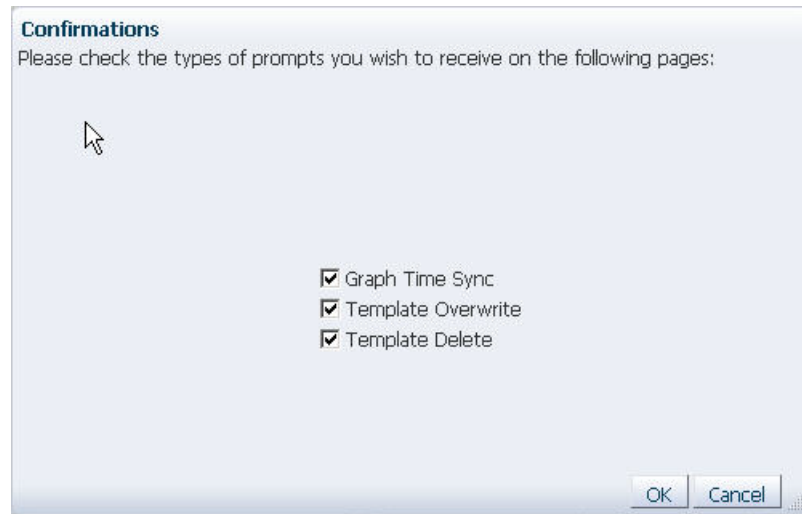 Confirmations
Please check the types of prompts you wish to receive on the following pages:
Graph Time Sync
Template Overwrite
Template Delete
OK Cancel